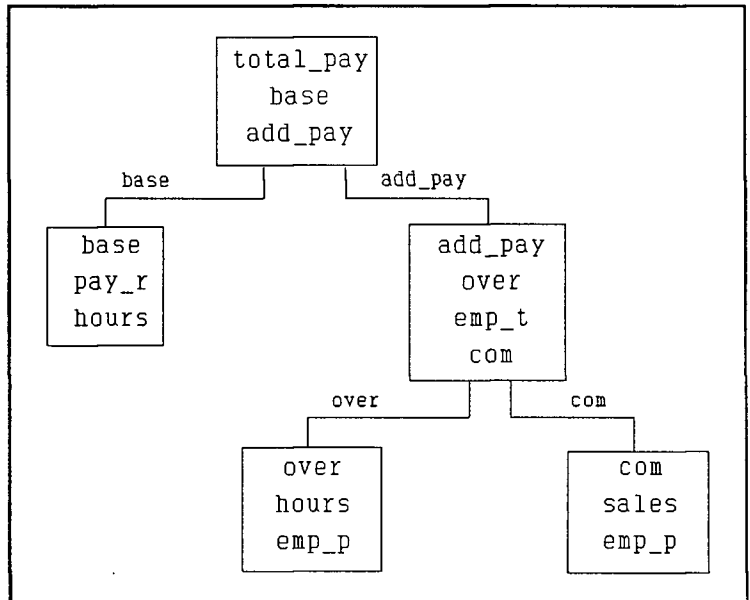 total_pay
base
add_pay
base
add_pay
base
pay_r
hours
add_pay
over
emp_t
com
over
com
over
hours
emp_p
com
sales
emp_p